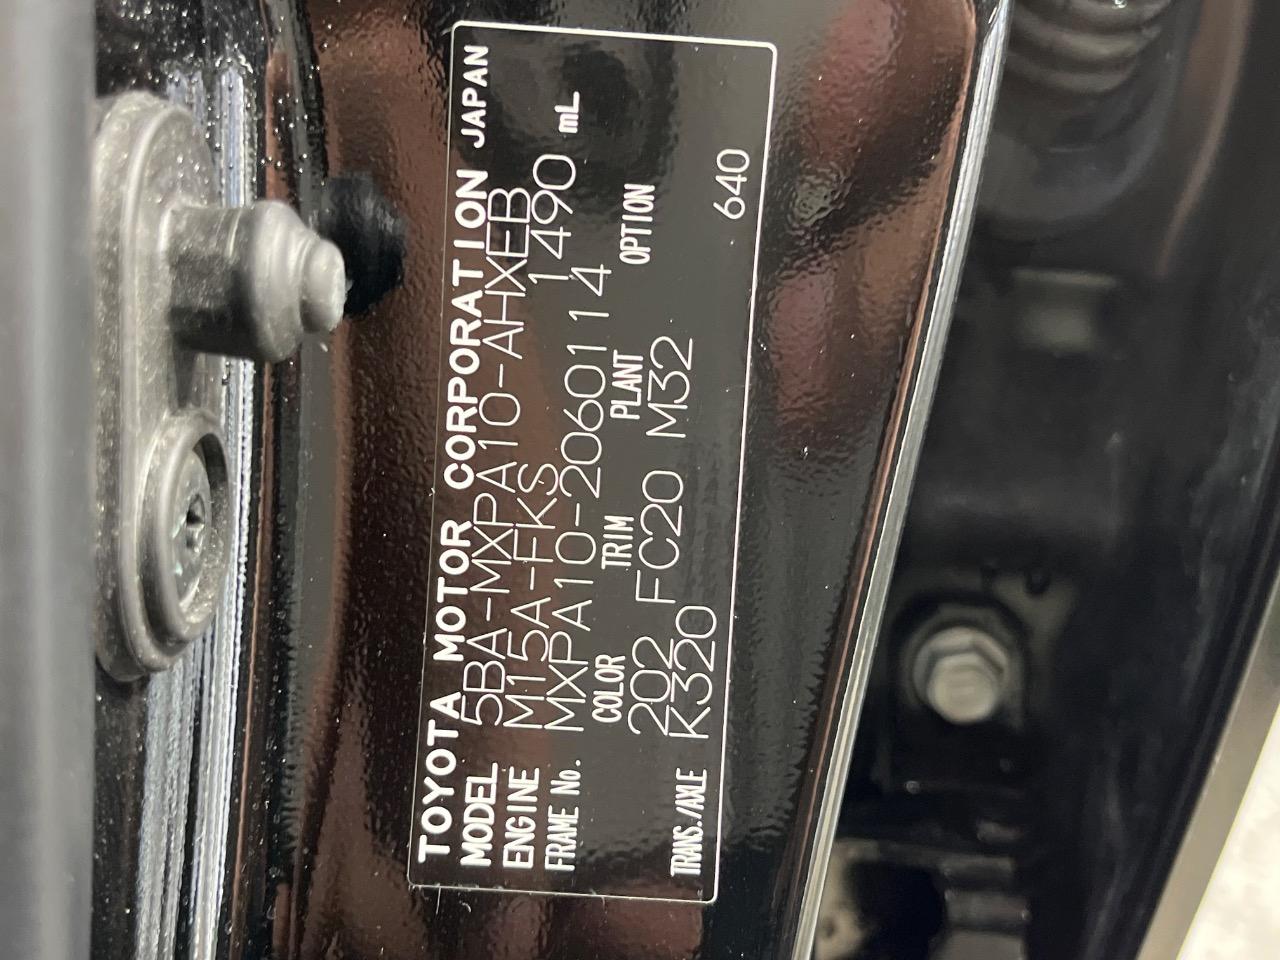 TOYOTA MOTOR CORPORATION JAPAN
MODEL 5BA-MXPA10-AHXEB
ENGINE M15A-FKS 1490 mL
FRAME No. MXPA10-2060114
COLOR TRIM PLANT OPTION
202 FC20 M32
TRANS./AXLE K320 640